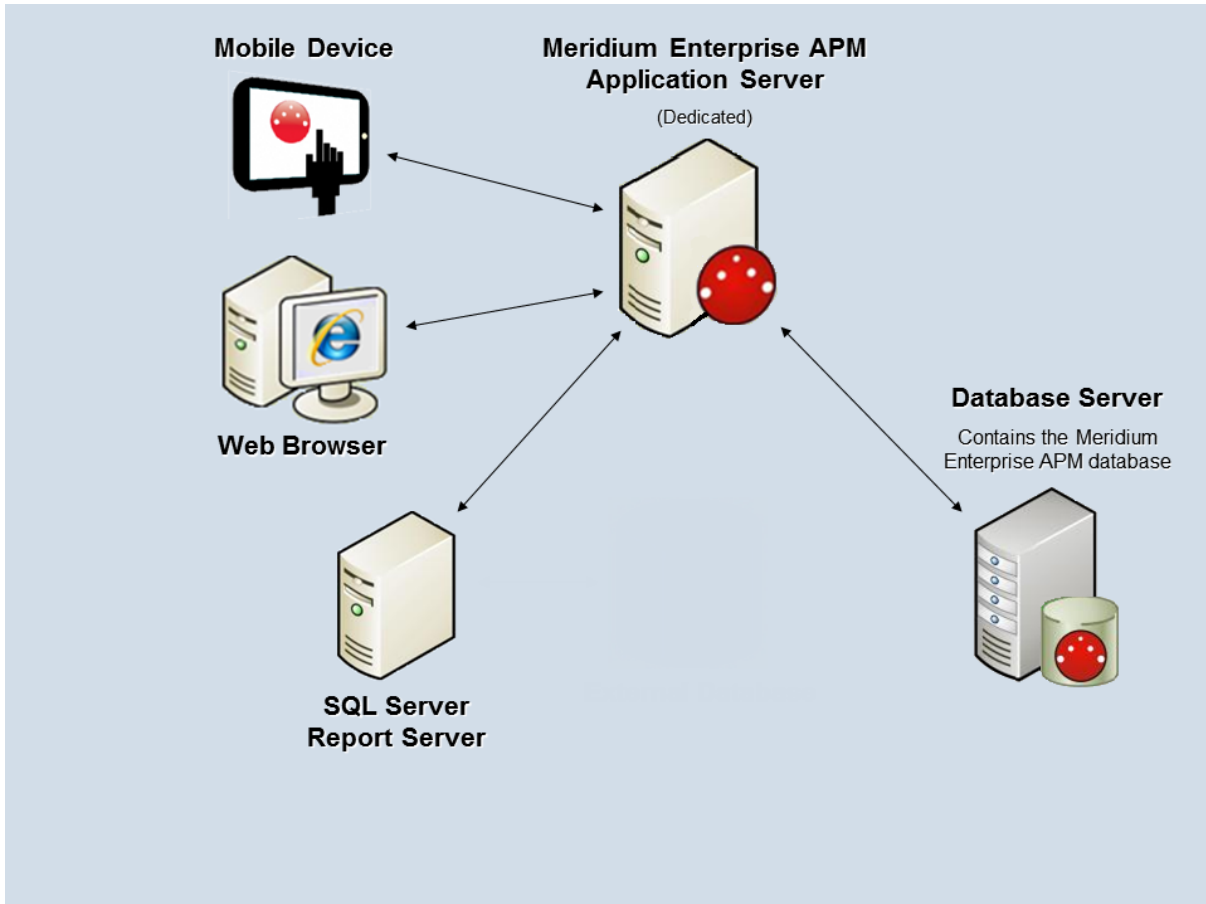 Mobile Device
Meridium Enterprise APM
Application Server
(Dedicated)
Web Browser
Database Server
Contains the Meridium
Enterprise APM database
SQL Server
Report Server